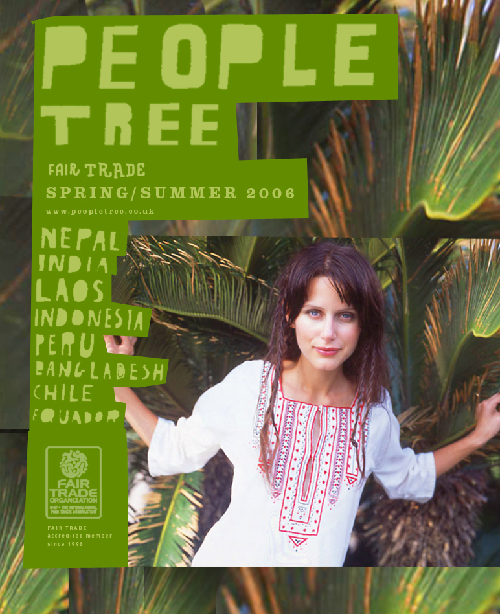 PEOPLE
TREE
FAIR TRADE
SPRING/SUMMER 2006
www.peopletree.co.uk
NEPAL
INDIA
LAOS
INDONESIA
PERU
BANGLADESH
CHILE
EQUADOR
FAIR
TRADE
ORGANIZATION
FAIR TRADE
accredited member
since 1998